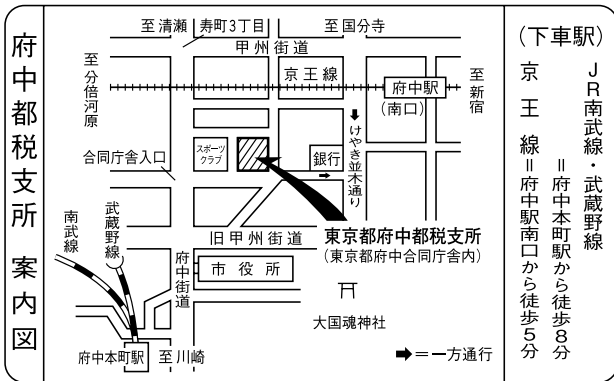 府中都税支所 案内図
至清瀬
寿町3丁目
至国分寺
甲州街道
京王線
府中駅
(南口)
至新宿
至分倍河原
けやき並木通り
スポーツ
クラブ
銀行
合同庁舎入口
東京都府中都税支所
(東京都府中合同庁舎内)
旧甲州街道
南武線
武蔵野線
府中街道
市役所
大国魂神社
府中本町駅
至川崎
➡=一方通行
(下車駅)
JR南武線・武蔵野線
=府中本町駅から徒歩8分
京王線=府中駅南口から徒歩5分